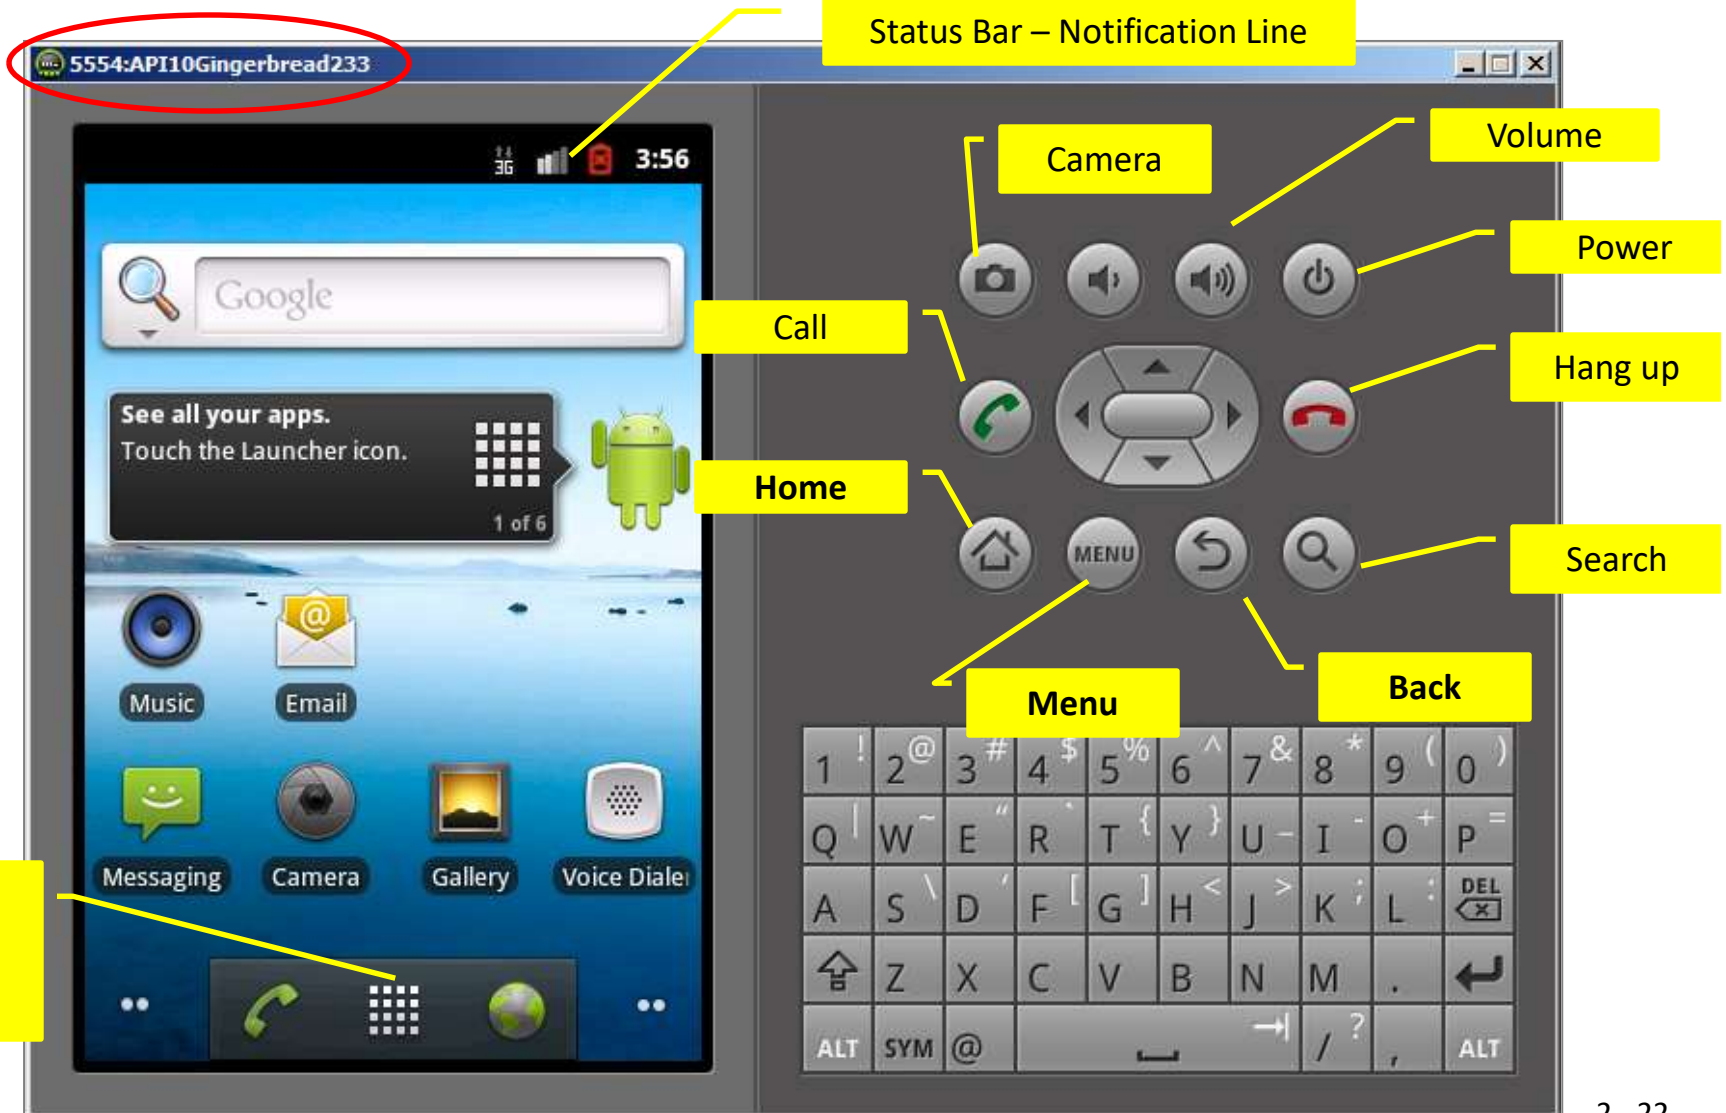 Status Bar – Notification Line
5554:API10Gingerbread233
3G
3:56
Camera
Volume
Power
Google
Call
Hang up
See all your apps.
Touch the Launcher icon.
1 of 6
Home
MENU
Search
Music
Email
Menu
Back
1 ! 2 @ 3 # 4 $ 5 % 6 ^ 7 & 8 * 9 ( 0 )
Q | W ~ E " R ` T { Y } U _ I - O + P =
A S \ D ' F [ G ] H < J > K ; L : DEL
Z X C V B N M .
ALT SYM @ / ? , ALT
Messaging
Camera
Gallery
Voice Dialer